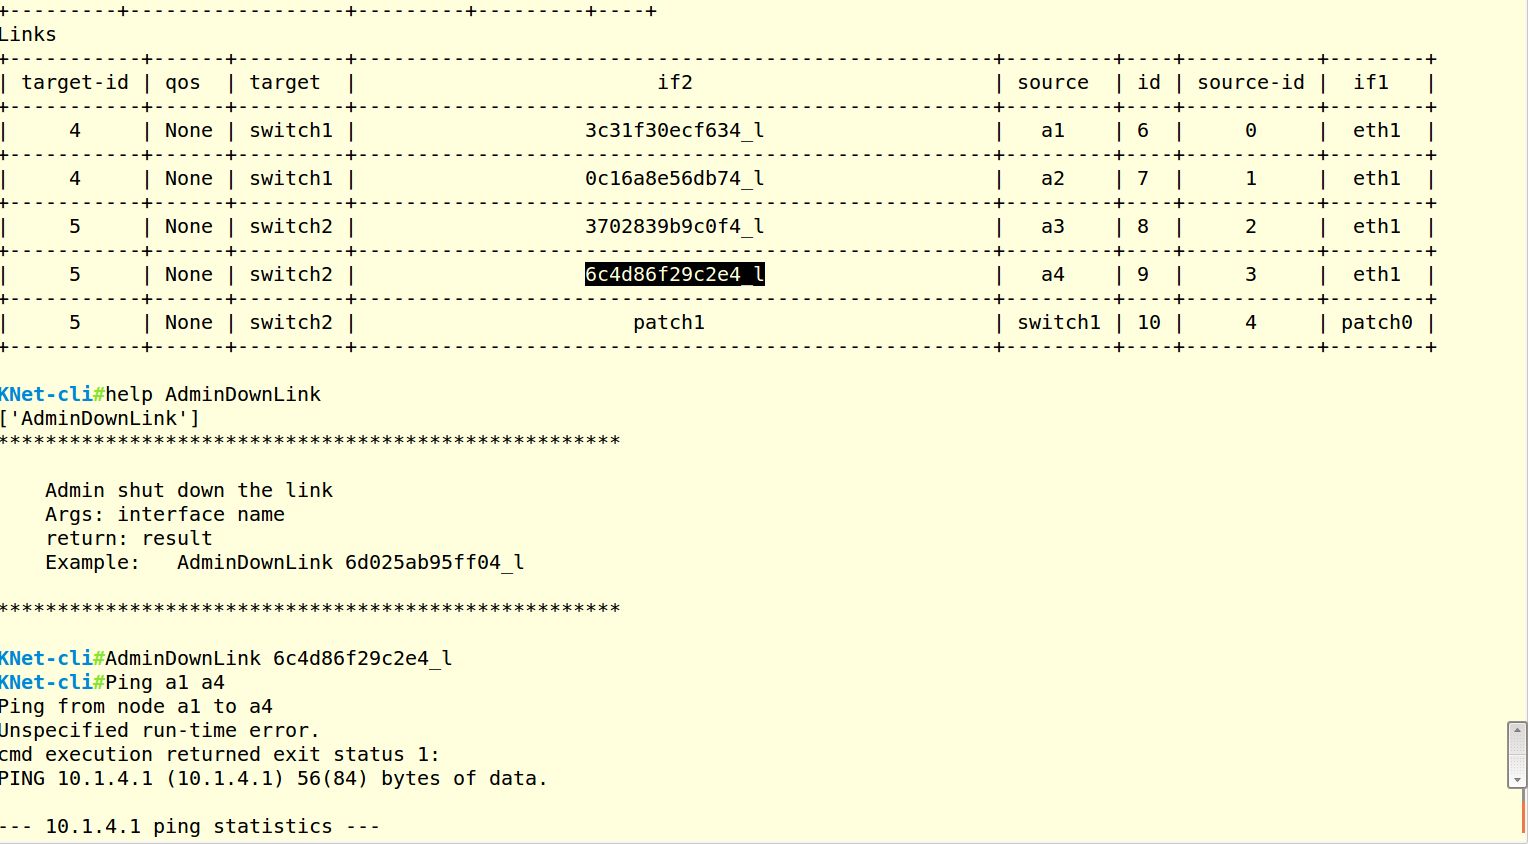 +---------+------------------+---------+---------+----+
Links
+-----------+------+---------+-----------------------------------------------------+---------+----+-----------+--------+
| target-id | qos  | target  |                         if2                         | source  | id | source-id |  if1   |
+-----------+------+---------+-----------------------------------------------------+---------+----+-----------+--------+
|     4     | None | switch1 |                   3c31f30ecf634_l                   |   a1    | 6  |     0     |  eth1  |
+-----------+------+---------+-----------------------------------------------------+---------+----+-----------+--------+
|     4     | None | switch1 |                   0c16a8e56db74_l                   |   a2    | 7  |     1     |  eth1  |
+-----------+------+---------+-----------------------------------------------------+---------+----+-----------+--------+
|     5     | None | switch2 |                   3702839b9c0f4_l                   |   a3    | 8  |     2     |  eth1  |
+-----------+------+---------+-----------------------------------------------------+---------+----+-----------+--------+
|     5     | None | switch2 |                   6c4d86f29c2e4_l                   |   a4    | 9  |     3     |  eth1  |
+-----------+------+---------+-----------------------------------------------------+---------+----+-----------+--------+
|     5     | None | switch2 |                       patch1                        | switch1 | 10 |     4     | patch0 |
+-----------+------+---------+-----------------------------------------------------+---------+----+-----------+--------+
KNet-cli#help AdminDownLink
['AdminDownLink']
****************************************************
Admin shut down the link
Args: interface name
return: result
Example:   AdminDownLink 6d025ab95ff04_l
****************************************************
KNet-cli#AdminDownLink 6c4d86f29c2e4_l
KNet-cli#Ping a1 a4
Ping from node a1 to a4
Unspecified run-time error.
cmd execution returned exit status 1:
PING 10.1.4.1 (10.1.4.1) 56(84) bytes of data.
--- 10.1.4.1 ping statistics ---